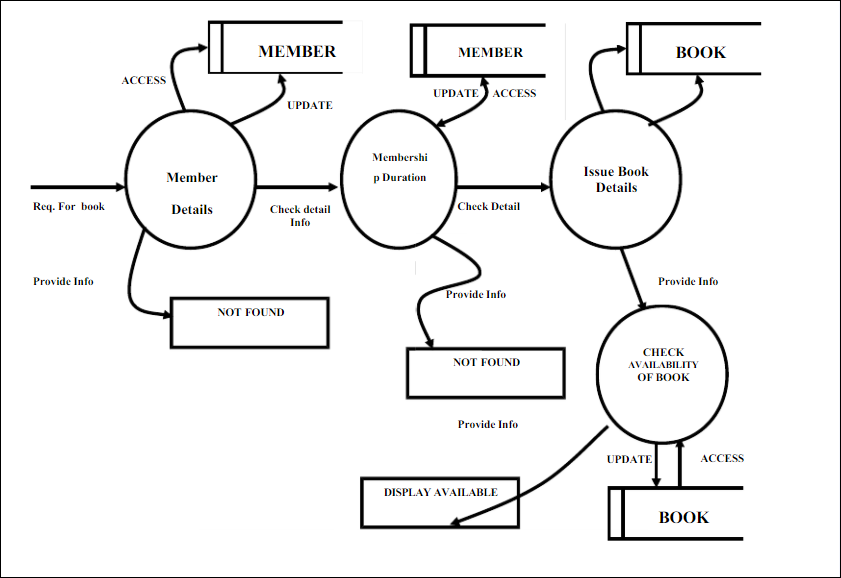 MEMBER
MEMBER
BOOK
ACCESS
UPDATE
UPDATE
ACCESS
Member
Details
Membershi
p Duration
Issue Book
Details
Req. For book
Check detail
Info
Check Detail
Provide Info
Provide Info
Provide Info
NOT FOUND
NOT FOUND
CHECK
AVAILABILITY
OF BOOK
Provide Info
UPDATE
ACCESS
DISPLAY AVAILABLE
BOOK